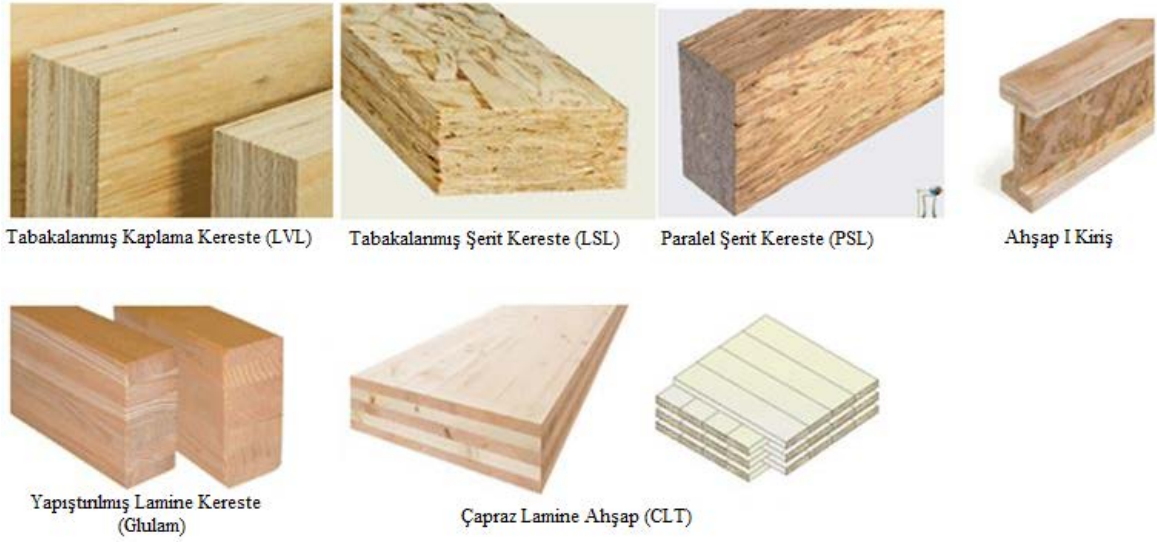 Tabakalanmış Kaplama Kereste (LVL)
Tabakalanmış Şerit Kereste (LSL)
Paralel Şerit Kereste (PSL)
Ahşap I Kiriş
Yapıştırılmış Lamine Kereste
(Glulam)
Çapraz Lamine Ahşap (CLT)